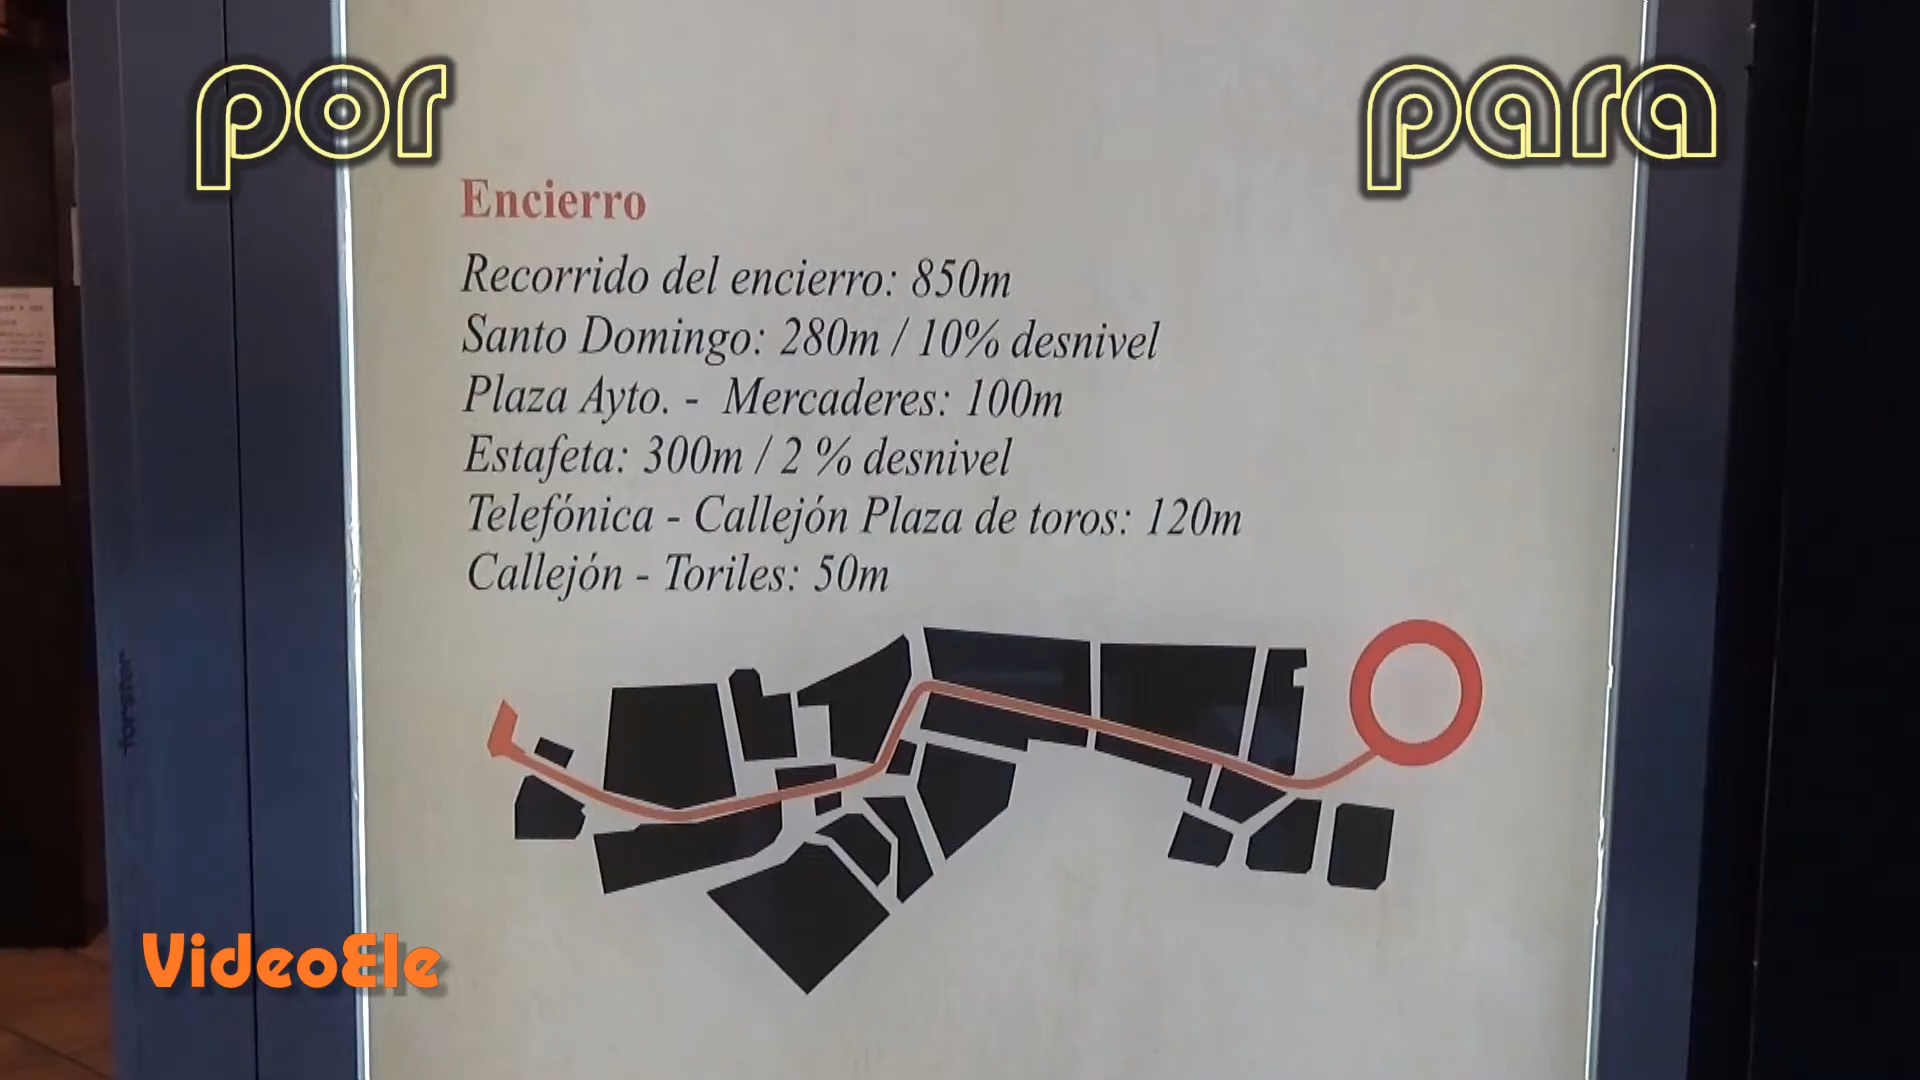 por
para
Encierro
Recorrido del encierro: 850m
Santo Domingo: 280m / 10% desnivel
Plaza Ayto. - Mercaderes: 100m
Estafeta: 300m / 2 % desnivel
Telefónica - Callejón Plaza de toros: 120m
Callejón - Toriles: 50m
forster
VideoEle